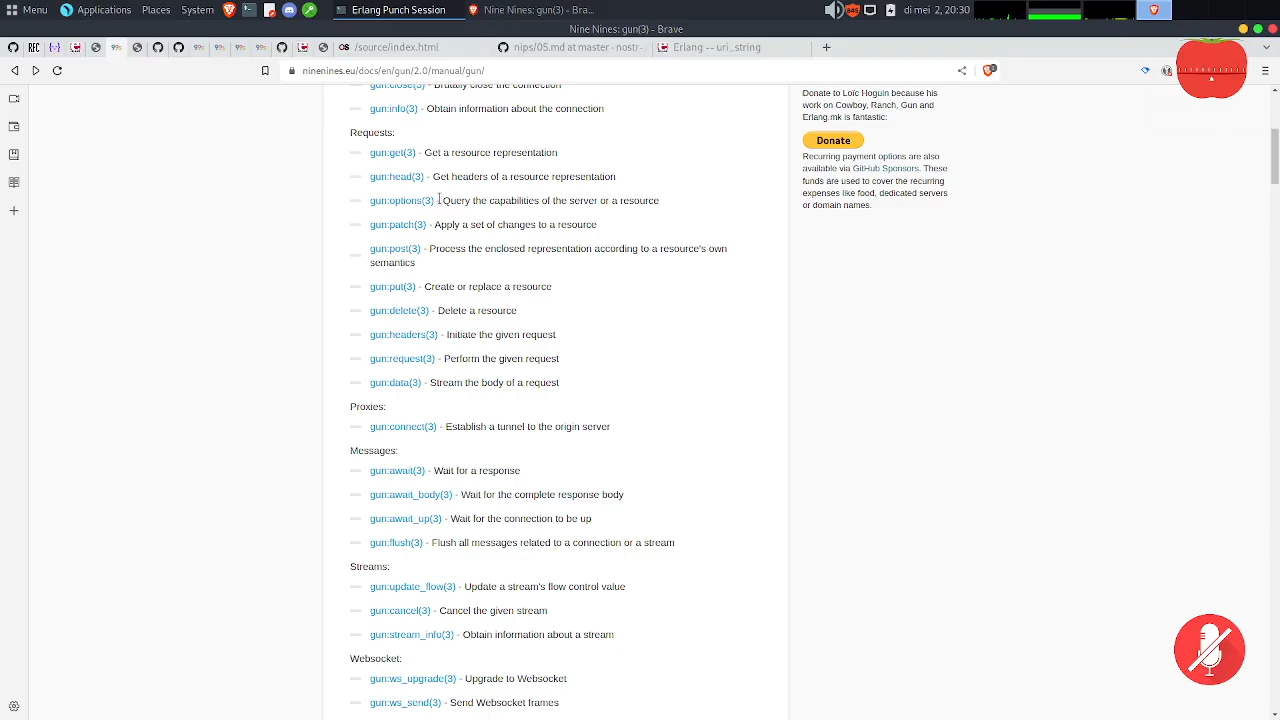 Menu Applications Places System Erlang Punch Session Nine Nines: gun(3) - Bra... 845 di mei 2, 20:30
Nine Nines: gun(3) - Brave
/source/index.html nips/05.md at master · nostr- Erlang -- uri_string
ninenines.eu/docs/en/gun/2.0/manual/gun/
gun:close(3) - Brutally close the connection
gun:info(3) - Obtain information about the connection
Requests:
gun:get(3) - Get a resource representation
gun:head(3) - Get headers of a resource representation
gun:options(3) - Query the capabilities of the server or a resource
gun:patch(3) - Apply a set of changes to a resource
gun:post(3) - Process the enclosed representation according to a resource's own
semantics
gun:put(3) - Create or replace a resource
gun:delete(3) - Delete a resource
gun:headers(3) - Initiate the given request
gun:request(3) - Perform the given request
gun:data(3) - Stream the body of a request
Proxies:
gun:connect(3) - Establish a tunnel to the origin server
Messages:
gun:await(3) - Wait for a response
gun:await_body(3) - Wait for the complete response body
gun:await_up(3) - Wait for the connection to be up
gun:flush(3) - Flush all messages related to a connection or a stream
Streams:
gun:update_flow(3) - Update a stream's flow control value
gun:cancel(3) - Cancel the given stream
gun:stream_info(3) - Obtain information about a stream
Websocket:
gun:ws_upgrade(3) - Upgrade to Websocket
gun:ws_send(3) - Send Websocket frames
Donate to Loïc Hoguin because his
work on Cowboy, Ranch, Gun and
Erlang.mk is fantastic:
Donate
Recurring payment options are also
available via GitHub Sponsors. These
funds are used to cover the recurring
expenses like food, dedicated servers
or domain names.